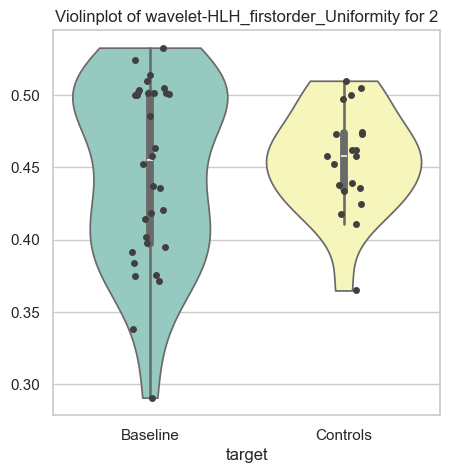 Violinplot of wavelet-HLH_firstorder_Uniformity for 2
0.50
0.45
0.40
0.35
0.30
Baseline
Controls
target